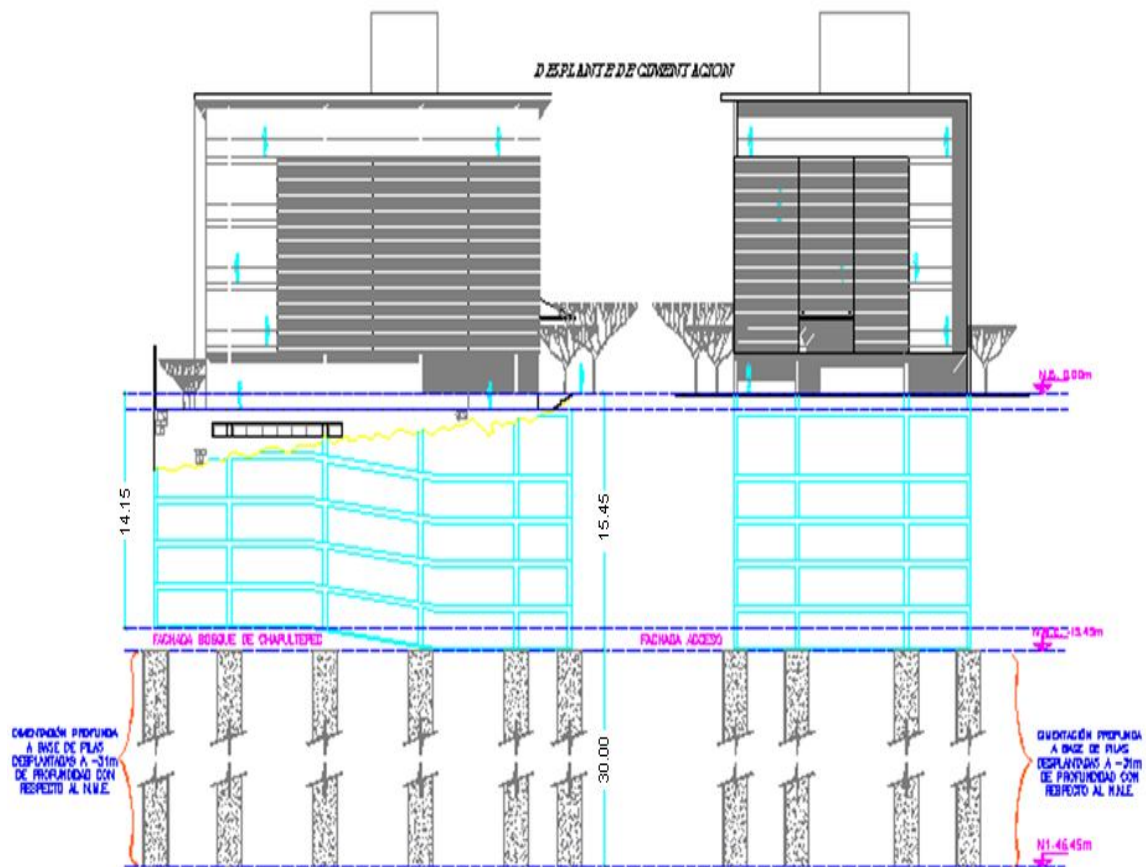 DESPLANTE DE CIMENTACION
0.00m
14.15
15.45
FACHADA BOSQUE DE CHAPULTEPEC
FACHADA ACCESO
CIMENTACIÓN PROFUNDA
A BASE DE PILAS
DESPLANTADAS A -31m
DE PROFUNDIDAD CON
RESPECTO AL N.M.E.
30.00
CIMENTACIÓN PROFUNDA
A BASE DE PILAS
DESPLANTADAS A -31m
DE PROFUNDIDAD CON
RESPECTO AL N.M.E.
N1-46.45m